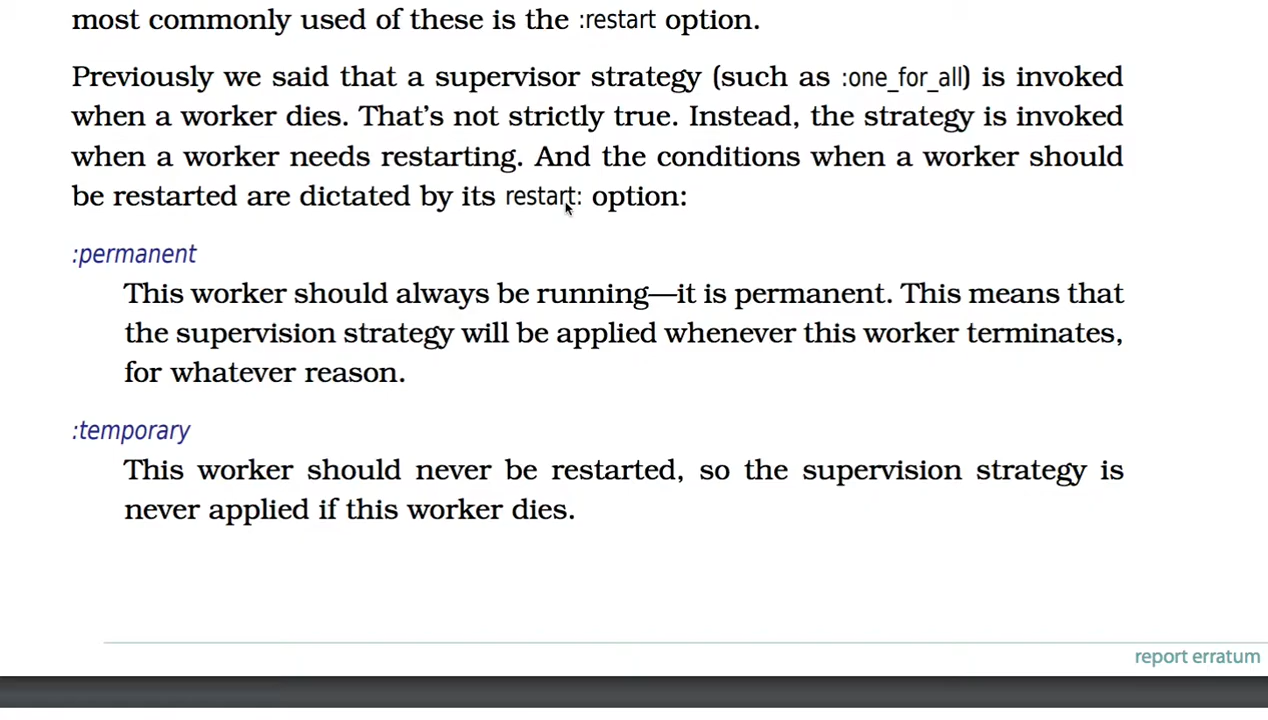 most commonly used of these is the :restart option.
Previously we said that a supervisor strategy (such as :one_for_all) is invoked
when a worker dies. That’s not strictly true. Instead, the strategy is invoked
when a worker needs restarting. And the conditions when a worker should
be restarted are dictated by its restart: option:
:permanent
This worker should always be running—it is permanent. This means that
the supervision strategy will be applied whenever this worker terminates,
for whatever reason.
:temporary
This worker should never be restarted, so the supervision strategy is
never applied if this worker dies.
report erratum